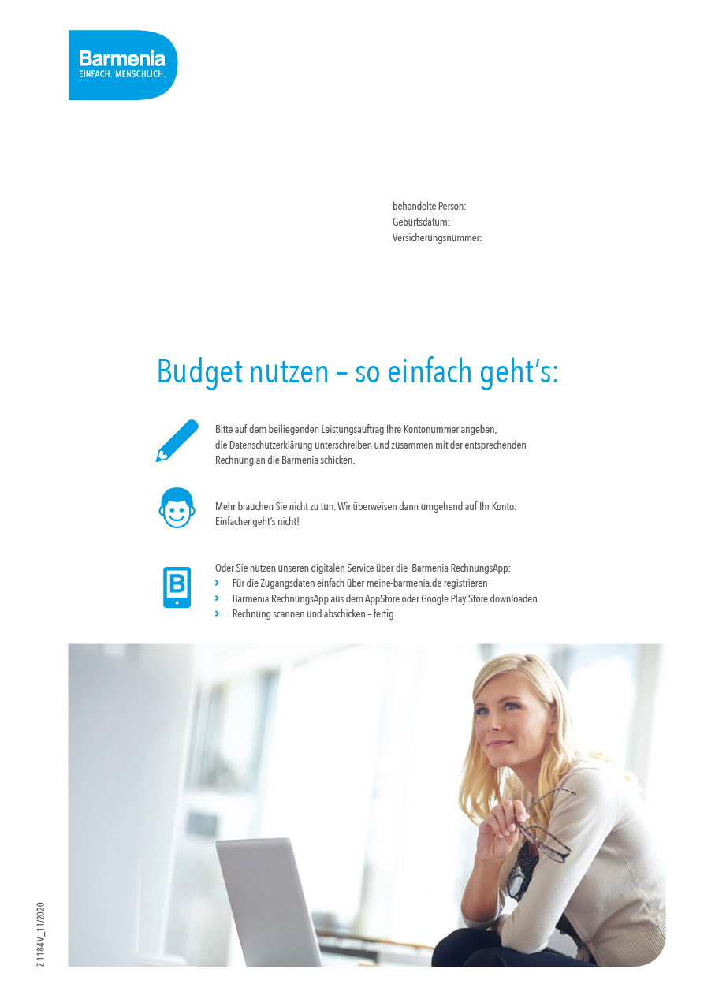 Barmenia
EINFACH. MENSCHLICH.
behandelte Person:
Geburtsdatum:
Versicherungsnummer:
Budget nutzen – so einfach geht’s:
Bitte auf dem beiliegenden Leistungsauftrag Ihre Kontonummer angeben,
die Datenschutzerklärung unterschreiben und zusammen mit der entsprechenden
Rechnung an die Barmenia schicken.
Mehr brauchen Sie nicht zu tun. Wir überweisen dann umgehend auf Ihr Konto.
Einfacher geht’s nicht!
B
Oder Sie nutzen unseren digitalen Service über die Barmenia RechnungsApp:
Für die Zugangsdaten einfach über meine-barmenia.de registrieren
Barmenia RechnungsApp aus dem AppStore oder Google Play Store downloaden
Rechnung scannen und abschicken – fertig
Z 1184 V_11/2020